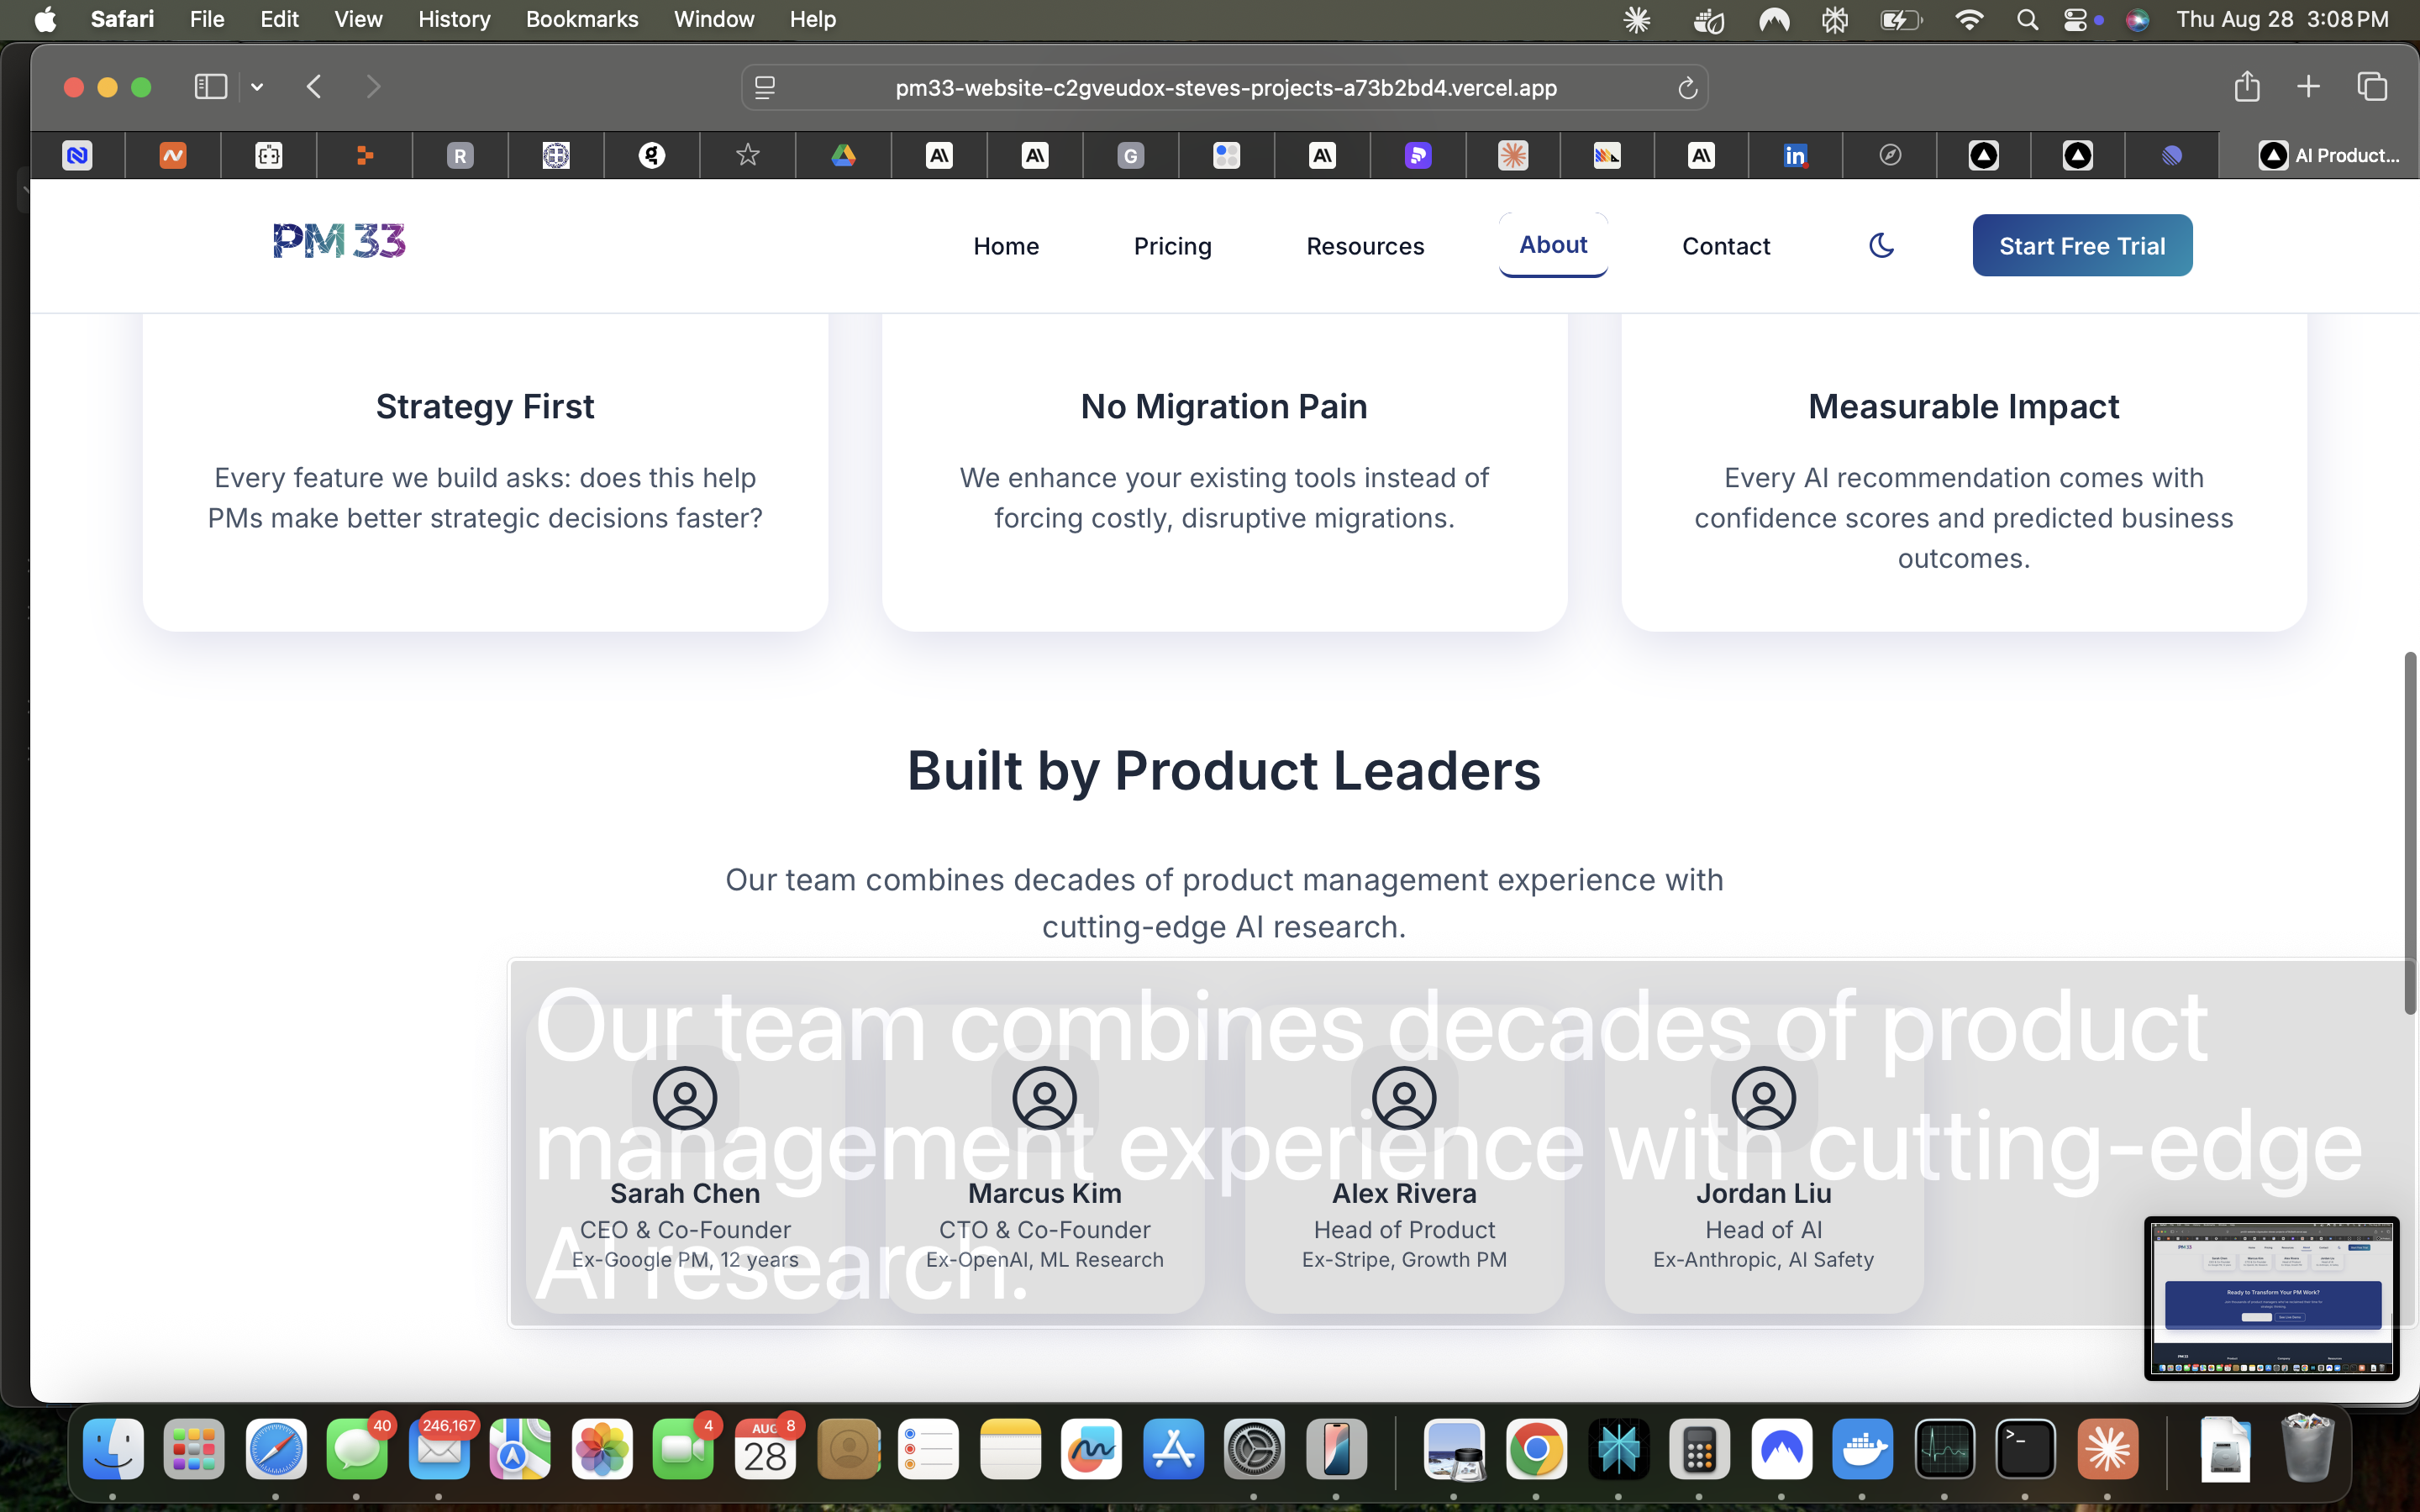 Safari File Edit View History Bookmarks Window Help Thu Aug 28 3:08 PM
pm33-website-c2gveudox-steves-projects-a73b2bd4.vercel.app
AI Product...
PM 33 Home Pricing Resources About Contact Start Free Trial
Strategy First
Every feature we build asks: does this help
PMs make better strategic decisions faster?
No Migration Pain
We enhance your existing tools instead of
forcing costly, disruptive migrations.
Measurable Impact
Every AI recommendation comes with
confidence scores and predicted business
outcomes.
Built by Product Leaders
Our team combines decades of product management experience with
cutting-edge AI research.
Our team combines decades of product
management experience with cutting-edge
AI research.
Sarah Chen
CEO & Co-Founder
Ex-Google PM, 12 years
Marcus Kim
CTO & Co-Founder
Ex-OpenAI, ML Research
Alex Rivera
Head of Product
Ex-Stripe, Growth PM
Jordan Liu
Head of AI
Ex-Anthropic, AI Safety
Ready to Transform Your PM Work?
40
246,167
4
AUG
28
8